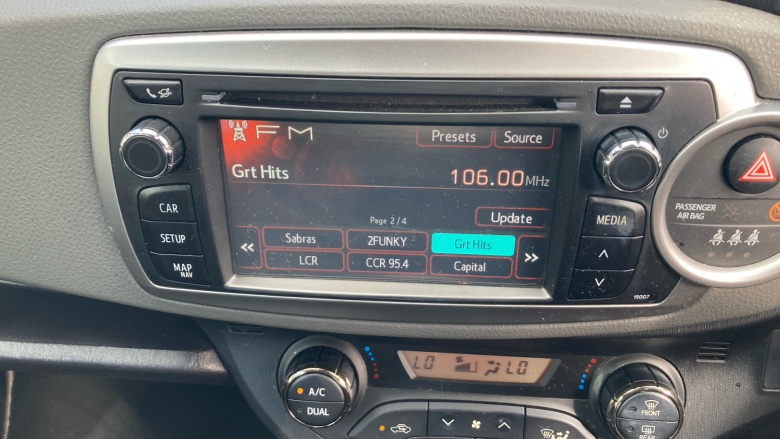 FM Presets Source
Grt Hits 106.00MHz
Page 2/4 Update
Sabras 2FUNKY Grt Hits
LCR CCR 95.4 Capital
CAR
SETUP
MAP
NAV
MEDIA
19007
PASSENGER
AIR BAG
LO LO
A/C
DUAL
FRONT
REAR